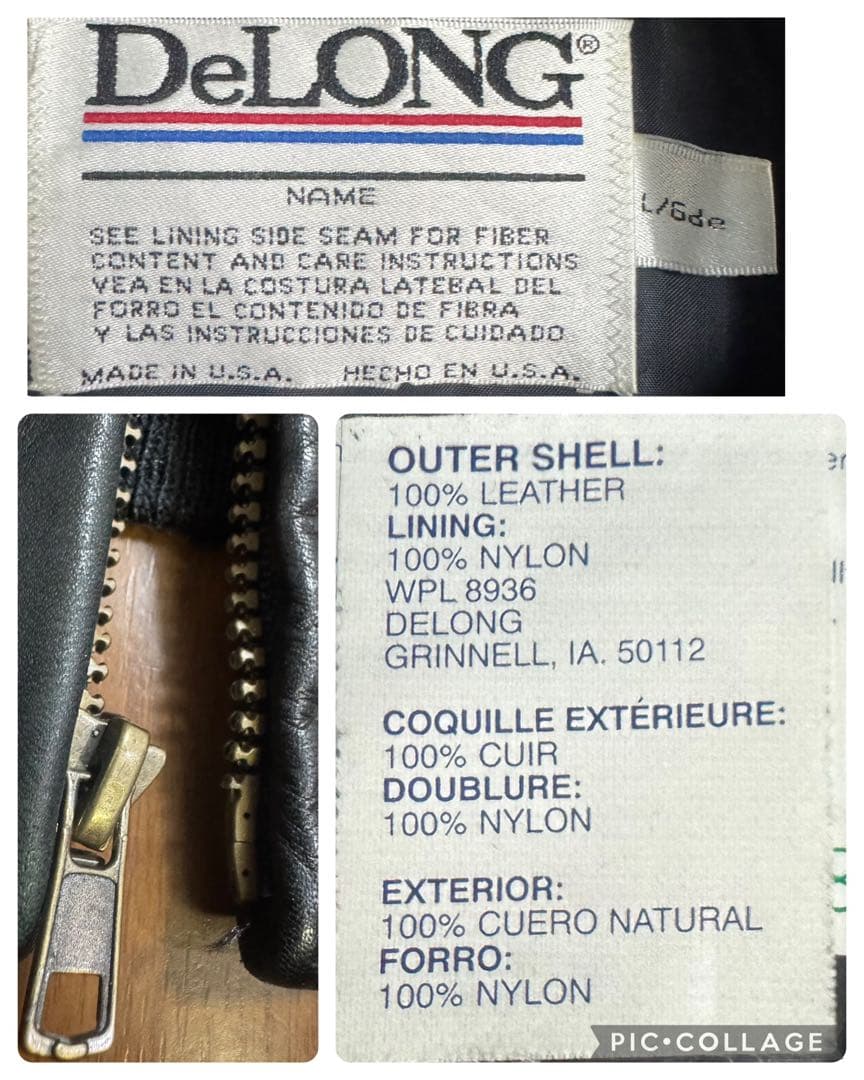 DeLONG®
NAME
SEE LINING SIDE SEAM FOR FIBER
CONTENT AND CARE INSTRUCTIONS
VEA EN LA COSTURA LATEBAL DEL
FORRO EL CONTENIDO DE FIBRA
Y LAS INSTRUCCIONES DE CUIDADO
MADE IN U.S.A. HECHO EN U.S.A.
L/Gde
OUTER SHELL:
100% LEATHER
LINING:
100% NYLON
WPL 8936
DELONG
GRINNELL, IA. 50112
COQUILLE EXTÉRIEURE:
100% CUIR
DOUBLURE:
100% NYLON
EXTERIOR:
100% CUERO NATURAL
FORRO:
100% NYLON
PIC•COLLAGE